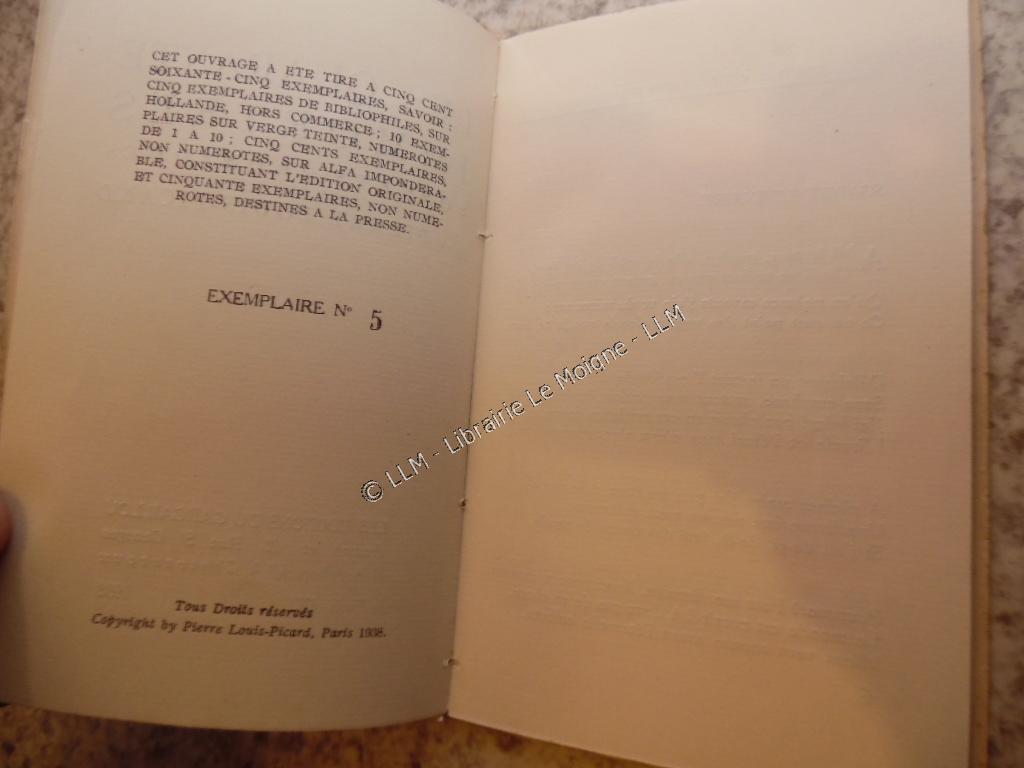 CET OUVRAGE A ETE TIRE A CINQ CENT
SOIXANTE-CINQ EXEMPLAIRES, SAVOIR :
CINQ EXEMPLAIRES DE BIBLIOPHILES, SUR
HOLLANDE, HORS COMMERCE ; 10 EXEM-
PLAIRES SUR VERGE TEINTE, NUMEROTES
DE 1 A 10 ; CINQ CENTS EXEMPLAIRES,
NON NUMEROTES, SUR ALFA IMPONDERA-
BLE, CONSTITUANT L'EDITION ORIGINALE,
ET CINQUANTE EXEMPLAIRES, NON NUME-
ROTES, DESTINES A LA PRESSE.
EXEMPLAIRE Nº 5
Tous Droits réservés
Copyright by Pierre Louis-Picard, Paris 1938.
© LLM - Librairie Le Moigne - LLM